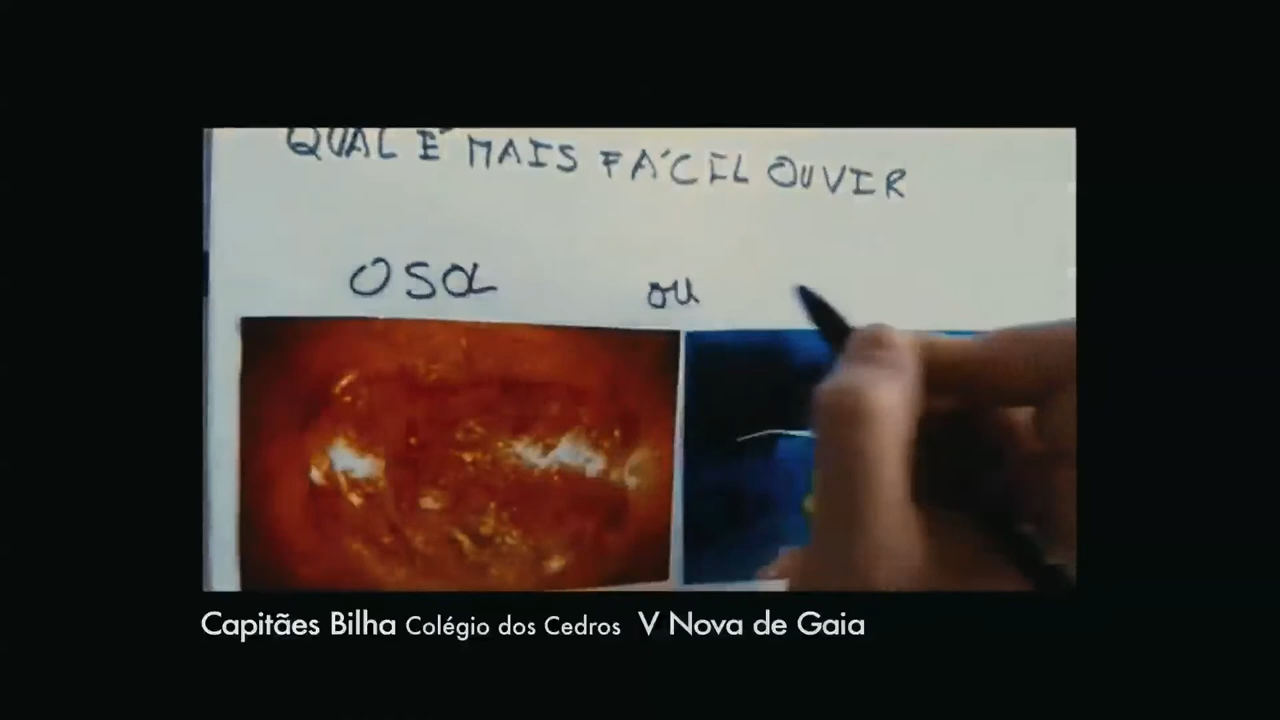 QUAL É MAIS FÁCIL OUVIR
O SOL ou
Capitães Bilha Colégio dos Cedros V Nova de Gaia